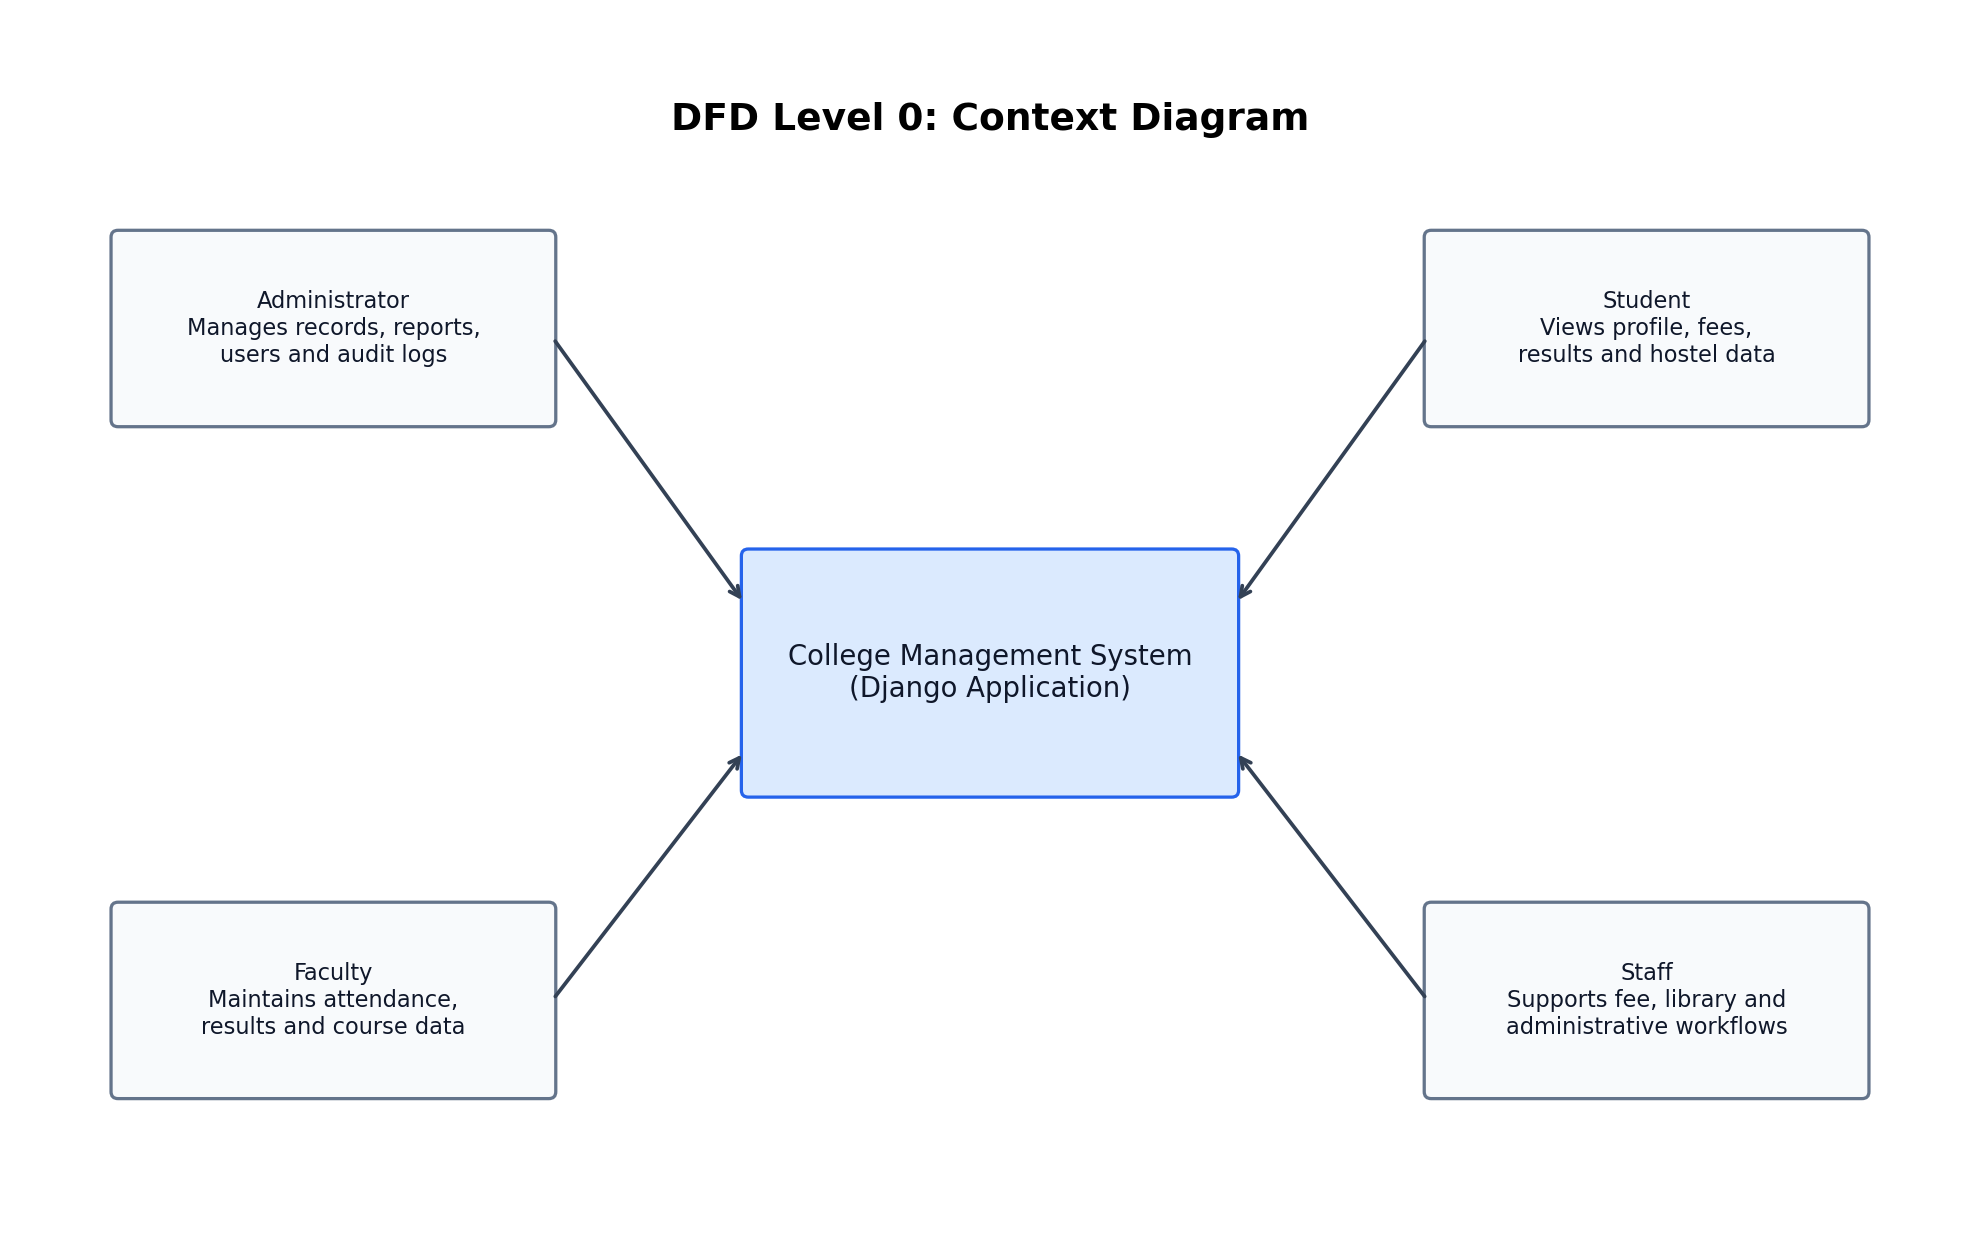 DFD Level 0: Context Diagram
Administrator
Manages records, reports,
users and audit logs
Student
Views profile, fees,
results and hostel data
College Management System
(Django Application)
Faculty
Maintains attendance,
results and course data
Staff
Supports fee, library and
administrative workflows